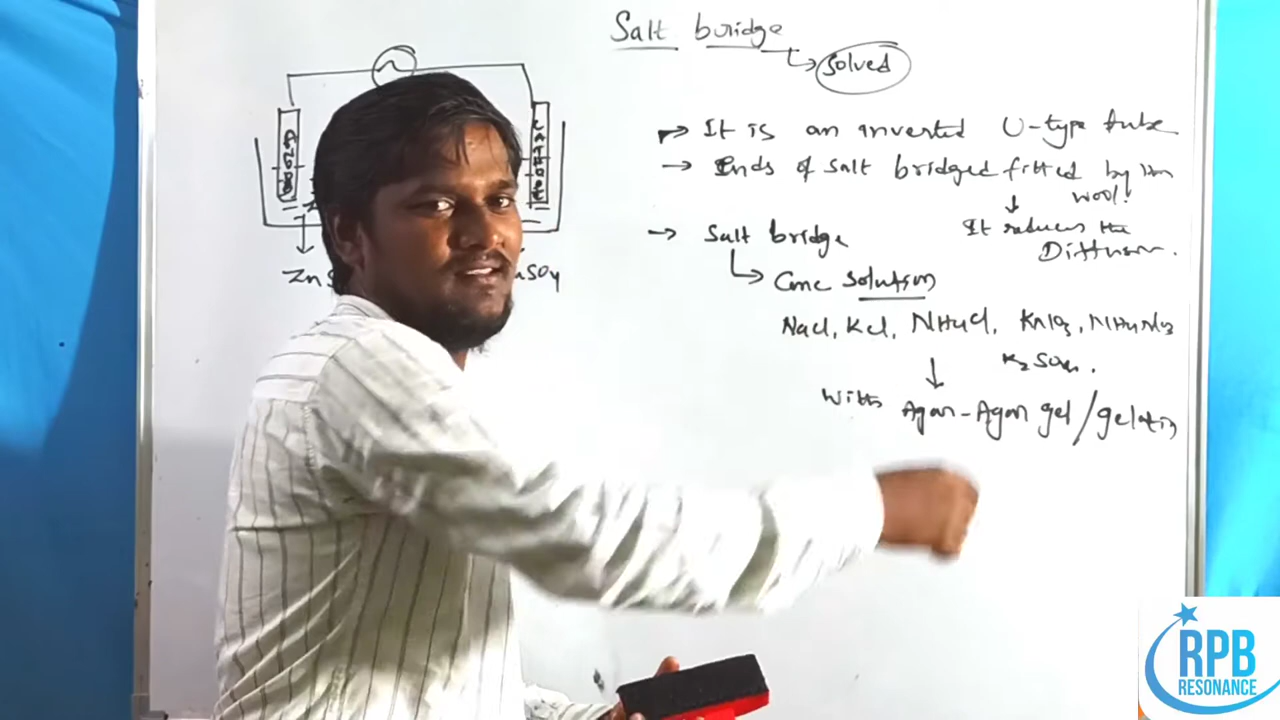 Salt bridge
Solved
→ It is an inverted U-type tube
→ Ends of salt bridged fitted by
wool.
It reduces the
Diffusion.
→ Salt bridge
Conc solution
NaCl, KCl, NH4Cl, KNO3, NH4NO3
K2SO4.
With Agar-Agar gel/gelatin
ZnS
SO4
RPB
RESONANCE